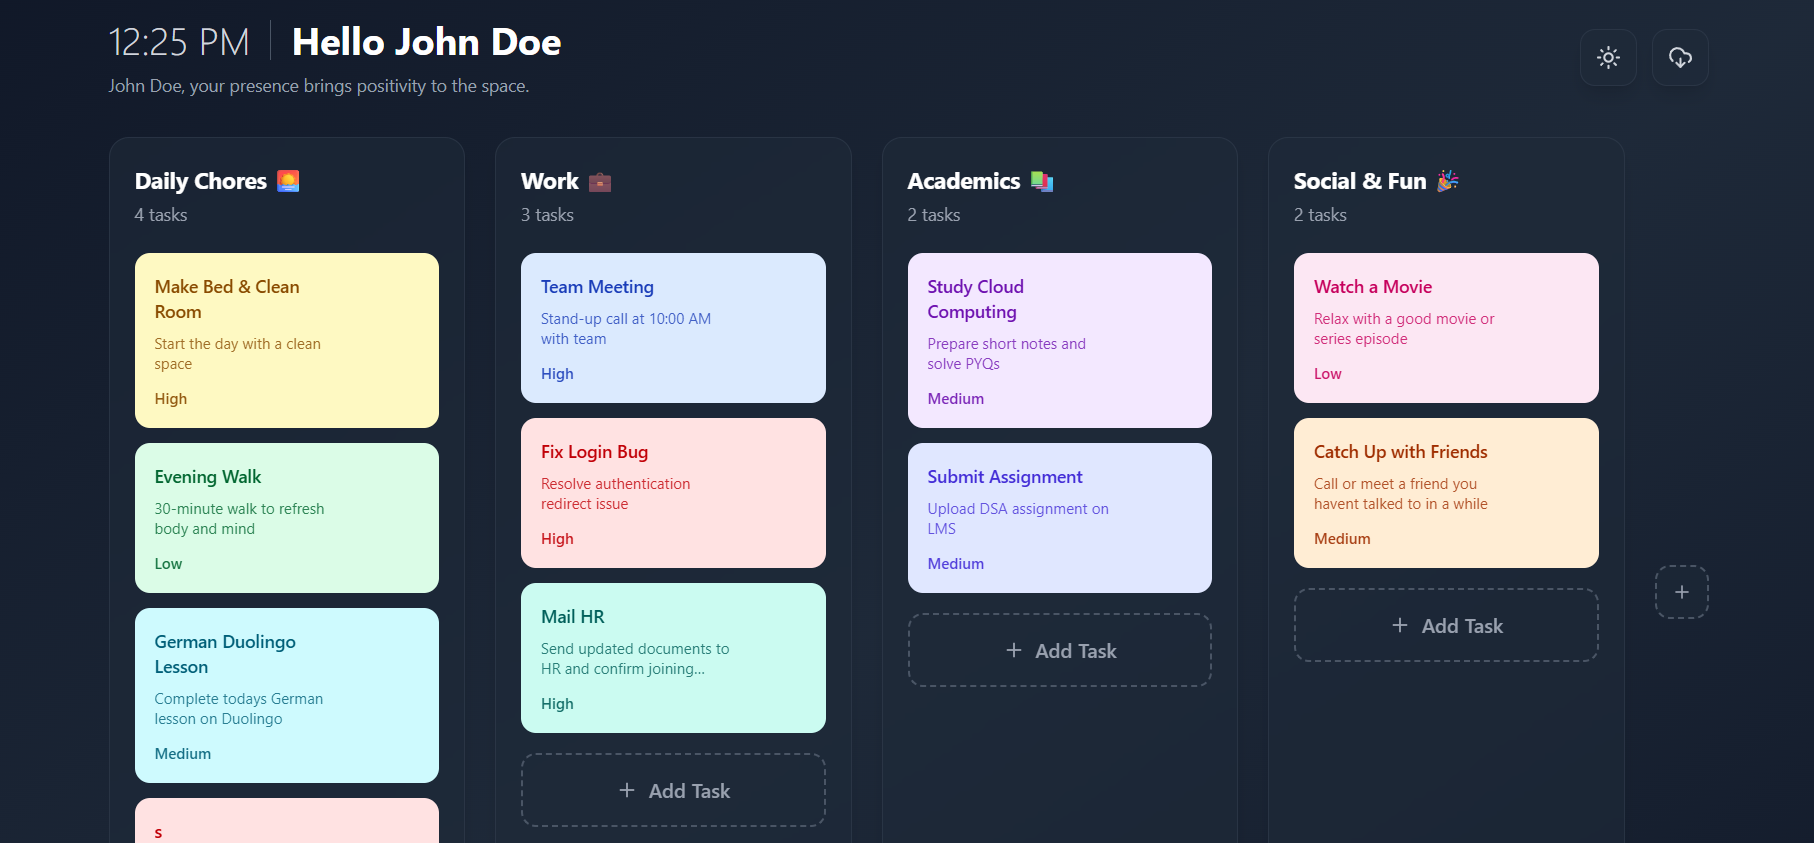 12:25 PM
Hello John Doe
John Doe, your presence brings positivity to the space.
Daily Chores 🌅
4 tasks
Make Bed & Clean
Room
Start the day with a clean
space
High
Evening Walk
30-minute walk to refresh
body and mind
Low
German Duolingo
Lesson
Complete todays German
lesson on Duolingo
Medium
s
Work 💼
3 tasks
Team Meeting
Stand-up call at 10:00 AM
with team
High
Fix Login Bug
Resolve authentication
redirect issue
High
Mail HR
Send updated documents to
HR and confirm joining...
High
+ Add Task
Academics 📚
2 tasks
Study Cloud
Computing
Prepare short notes and
solve PYQs
Medium
Submit Assignment
Upload DSA assignment on
LMS
Medium
+ Add Task
Social & Fun 🎉
2 tasks
Watch a Movie
Relax with a good movie or
series episode
Low
Catch Up with Friends
Call or meet a friend you
havent talked to in a while
Medium
+ Add Task
+